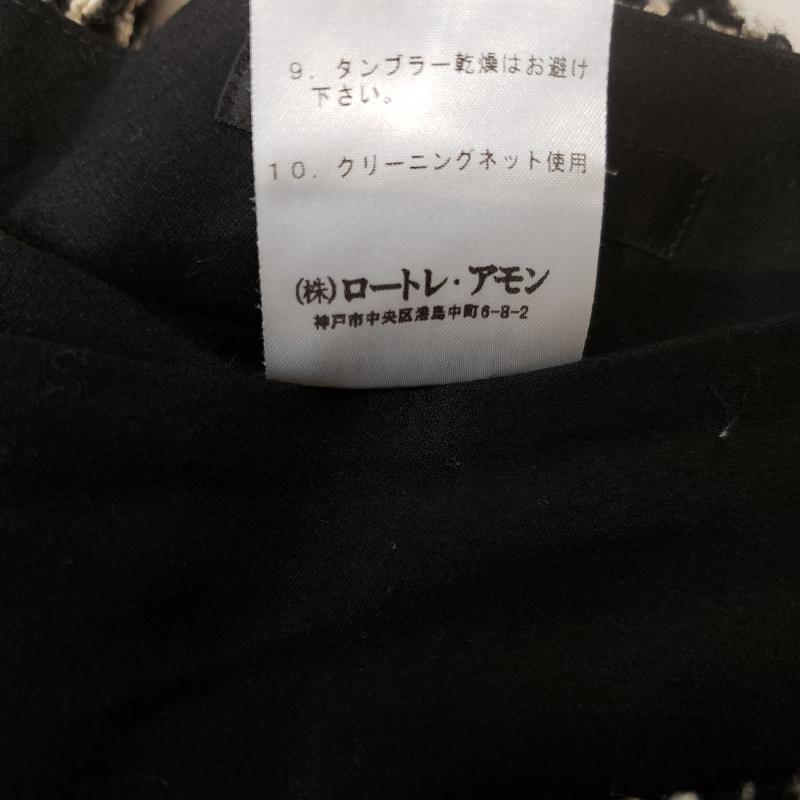 9. タンブラー乾燥はお避け
下さい。
10. クリーニングネット使用
(株)ロートレ・アモン
神戸市中央区港島中町6-8-2